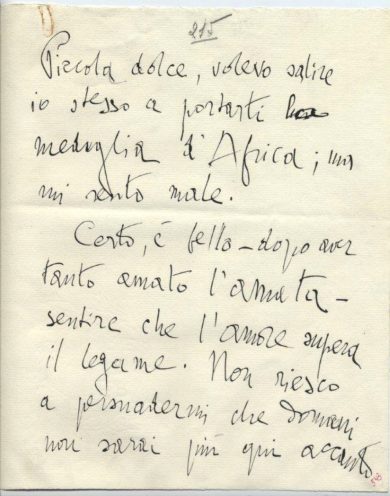 215
Piccola dolce, volevo salire
io stesso a portarti la
medaglia d'Africa; ma
mi sento male.
Certo, è bello – dopo aver
tanto amato l'amata –
sentire che l'amore supera
il legame. Non riesco
a persuadermi che domani
non sarai più qui accanto